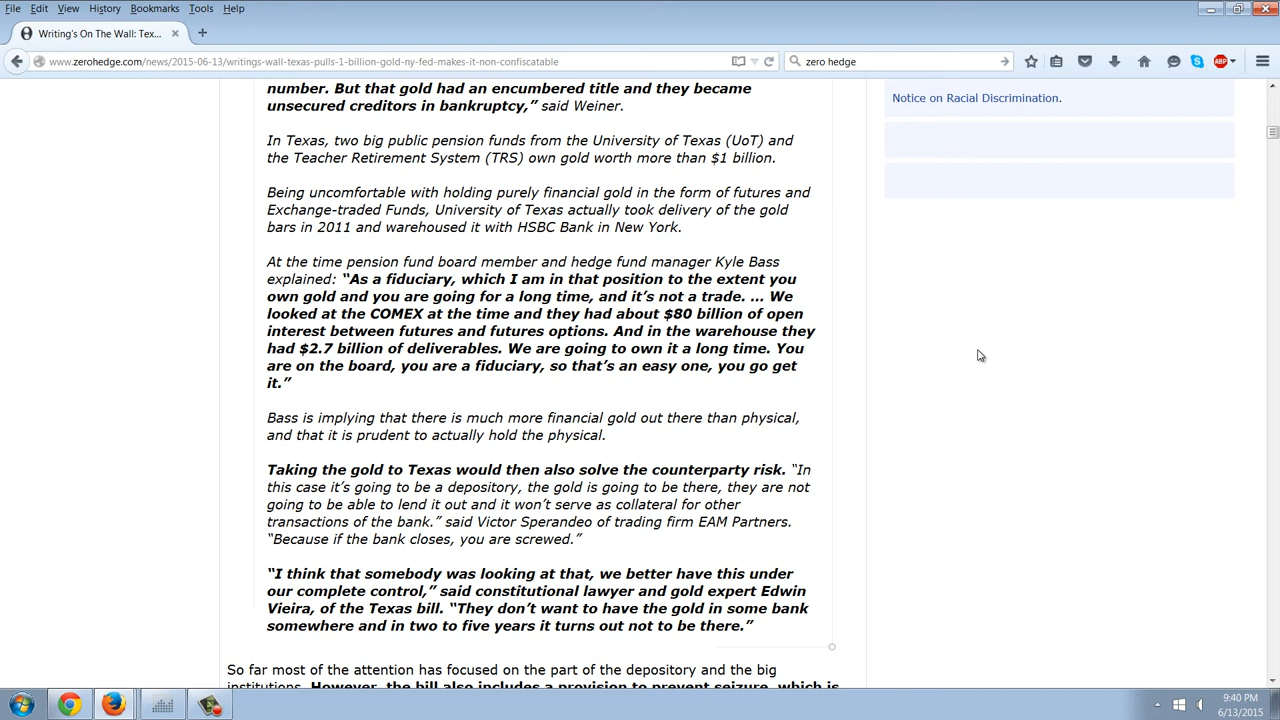 File Edit View History Bookmarks Tools Help
Writing's On The Wall: Tex...
www.zerohedge.com/news/2015-06-13/writings-wall-texas-pulls-1-billion-gold-ny-fed-makes-it-non-confiscatable
zero hedge
ABP
number. But that gold had an encumbered title and they became
unsecured creditors in bankruptcy,” said Weiner.
In Texas, two big public pension funds from the University of Texas (UoT) and
the Teacher Retirement System (TRS) own gold worth more than $1 billion.
Being uncomfortable with holding purely financial gold in the form of futures and
Exchange-traded Funds, University of Texas actually took delivery of the gold
bars in 2011 and warehoused it with HSBC Bank in New York.
At the time pension fund board member and hedge fund manager Kyle Bass
explained: “As a fiduciary, which I am in that position to the extent you
own gold and you are going for a long time, and it’s not a trade. … We
looked at the COMEX at the time and they had about $80 billion of open
interest between futures and futures options. And in the warehouse they
had $2.7 billion of deliverables. We are going to own it a long time. You
are on the board, you are a fiduciary, so that’s an easy one, you go get
it.”
Bass is implying that there is much more financial gold out there than physical,
and that it is prudent to actually hold the physical.
Taking the gold to Texas would then also solve the counterparty risk. “In
this case it’s going to be a depository, the gold is going to be there, they are not
going to be able to lend it out and it won’t serve as collateral for other
transactions of the bank.” said Victor Sperandeo of trading firm EAM Partners.
“Because if the bank closes, you are screwed.”
“I think that somebody was looking at that, we better have this under
our complete control,” said constitutional lawyer and gold expert Edwin
Vieira, of the Texas bill. “They don’t want to have the gold in some bank
somewhere and in two to five years it turns out not to be there.”
So far most of the attention has focused on the part of the depository and the big
institutions. However, the bill also includes a provision to prevent seizure, which is
Notice on Racial Discrimination.
9:40 PM
6/13/2015